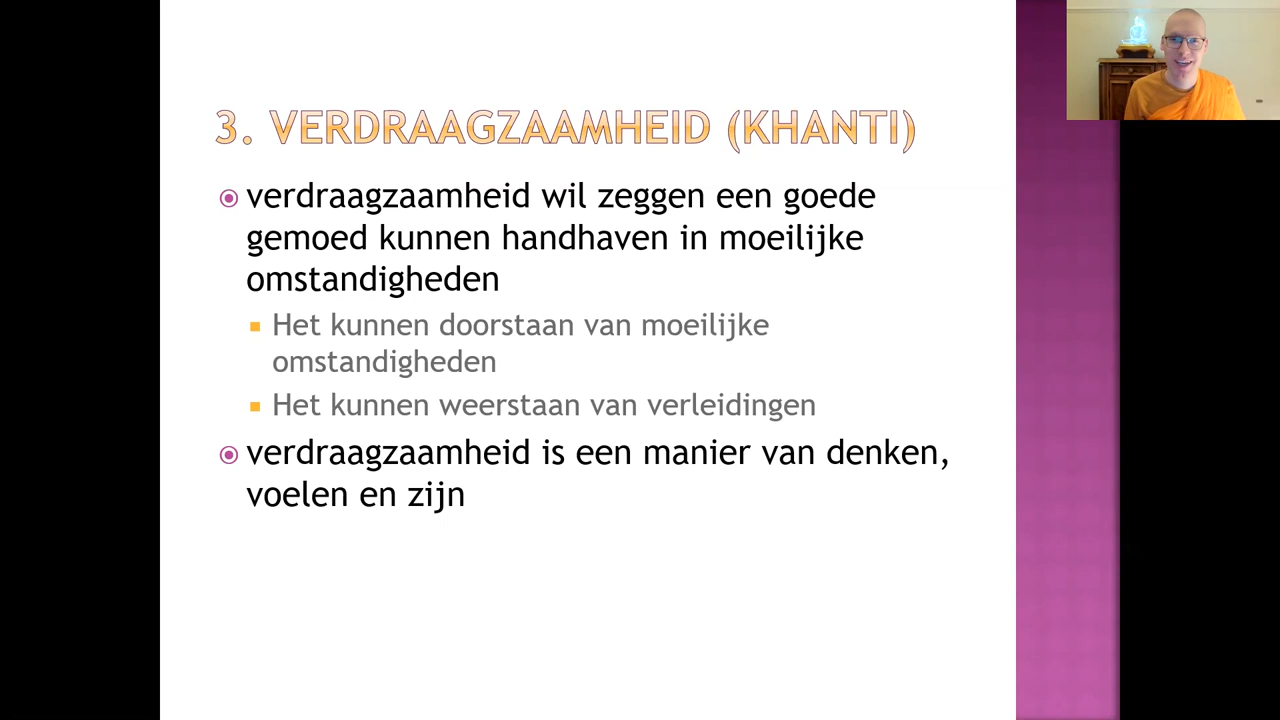 3. VERDRAAGZAAMHEID (KHANTI)
verdraagzaamheid wil zeggen een goede
gemoed kunnen handhaven in moeilijke
omstandigheden
Het kunnen doorstaan van moeilijke
omstandigheden
Het kunnen weerstaan van verleidingen
verdraagzaamheid is een manier van denken,
voelen en zijn